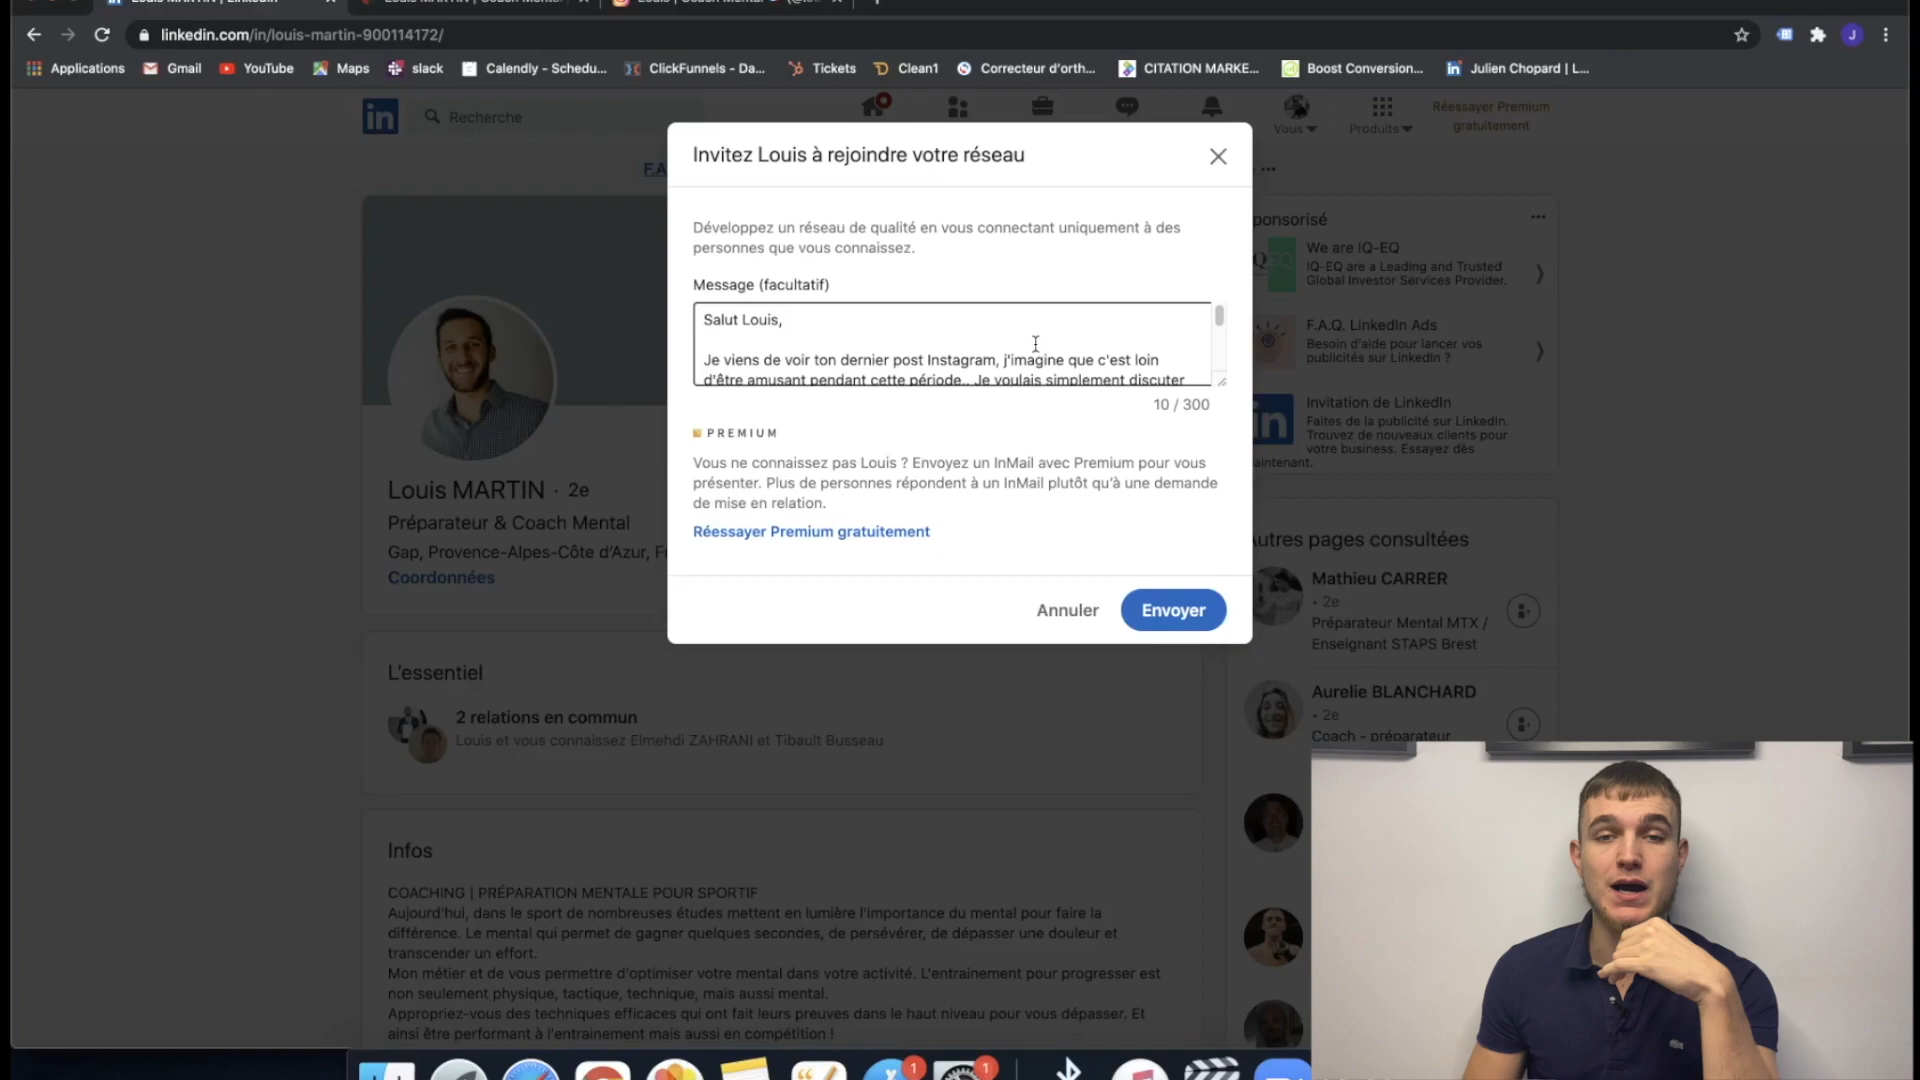 linkedin.com/in/louis-martin-900114172/
J
Applications
Gmail
YouTube
Maps
slack
Calendly - Schedu...
ClickFunnels - Da...
Tickets
Clean1
Correcteur d'orth...
CITATION MARKE...
Boost Conversion...
Julien Chopard | L...
Recherche
Vous
Produits
Réessayer Premium
gratuitement
F.A
Invitez Louis à rejoindre votre réseau
Développez un réseau de qualité en vous connectant uniquement à des
personnes que vous connaissez.
Message (facultatif)
Salut Louis,
Je viens de voir ton dernier post Instagram, j'imagine que c'est loin
d'être amusant pendant cette période.. Je voulais simplement discuter
10 / 300
PREMIUM
Vous ne connaissez pas Louis ? Envoyez un InMail avec Premium pour vous
présenter. Plus de personnes répondent à un InMail plutôt qu'à une demande
de mise en relation.
Réessayer Premium gratuitement
Annuler
Envoyer
Louis MARTIN · 2e
Préparateur & Coach Mental
Gap, Provence-Alpes-Côte d'Azur, F
Coordonnées
L'essentiel
2 relations en commun
Louis et vous connaissez Elmehdi ZAHRANI et Tibault Busseau
Infos
COACHING | PRÉPARATION MENTALE POUR SPORTIF
Aujourd'hui, dans le sport de nombreuses études mettent en lumière l'importance du mental pour faire la
différence. Le mental qui permet de gagner quelques secondes, de persévérer, de dépasser une douleur et
transcender un effort.
Mon métier et de vous permettre d'optimiser votre mental dans votre activité. L'entrainement pour progresser est
non seulement physique, tactique, technique, mais aussi mental.
Appropriez-vous des techniques efficaces qui ont fait leurs preuves dans le haut niveau pour vous dépasser. Et
ainsi être performant à l'entrainement mais aussi en compétition !
ponsorisé
We are IQ-EQ
IQ-EQ are a Leading and Trusted
Global Investor Services Provider.
F.A.Q. LinkedIn Ads
Besoin d'aide pour lancer vos
publicités sur LinkedIn ?
Invitation de LinkedIn
Faites de la publicité sur LinkedIn.
Trouvez de nouveaux clients pour
votre business. Essayez dès
aintenant.
Autres pages consultées
Mathieu CARRER
• 2e
Préparateur Mental MTX /
Enseignant STAPS Brest
Aurelie BLANCHARD
• 2e
Coach - préparateur
1
1